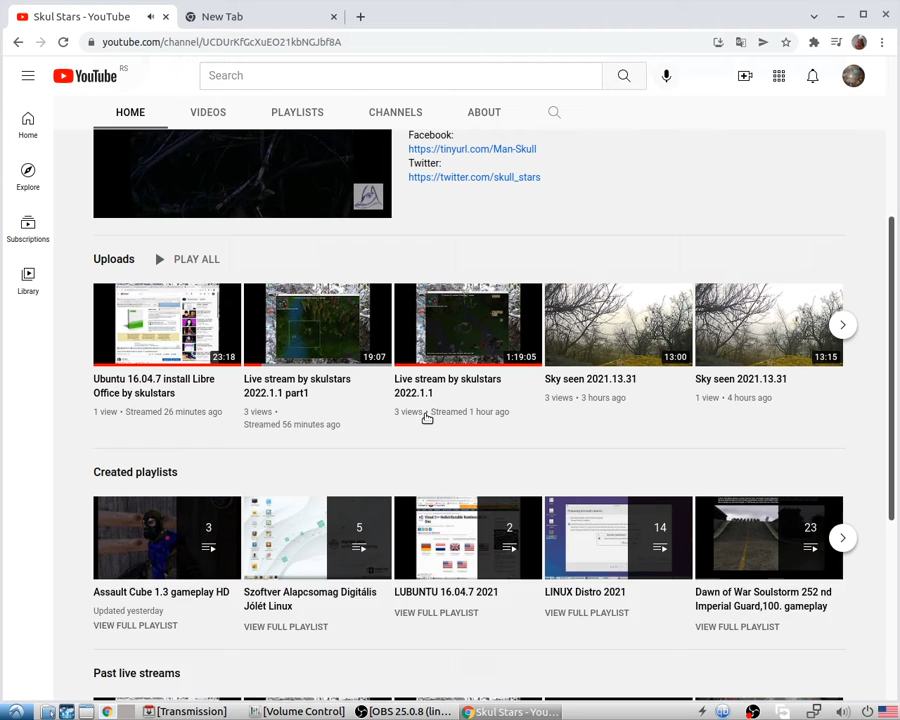 Skul Stars - YouTube
New Tab
youtube.com/channel/UCDUrKfGcXuEO21kbNGJbf8A
YouTube RS
Search
Home
Explore
Subscriptions
Library
HOME VIDEOS PLAYLISTS CHANNELS ABOUT
Facebook:
https://tinyurl.com/Man-Skull
Twitter:
https://twitter.com/skull_stars
Uploads PLAY ALL
23:18
19:07
1:19:05
13:00
13:15
Ubuntu 16.04.7 install Libre
Office by skulstars
1 view • Streamed 26 minutes ago
Live stream by skulstars
2022.1.1 part1
3 views •
Streamed 56 minutes ago
Live stream by skulstars
2022.1.1
3 views • Streamed 1 hour ago
Sky seen 2021.13.31
3 views • 3 hours ago
Sky seen 2021.13.31
1 view • 4 hours ago
Created playlists
3
5
2
14
23
Assault Cube 1.3 gameplay HD
Updated yesterday
VIEW FULL PLAYLIST
Szoftver Alapcsomag Digitális
Jólét Linux
VIEW FULL PLAYLIST
LUBUNTU 16.04.7 2021
VIEW FULL PLAYLIST
LINUX Distro 2021
VIEW FULL PLAYLIST
Dawn of War Soulstorm 252 nd
Imperial Guard,100. gameplay
VIEW FULL PLAYLIST
Past live streams
[Transmission]
[Volume Control]
[OBS 25.0.8 (lin...
Skul Stars - You...